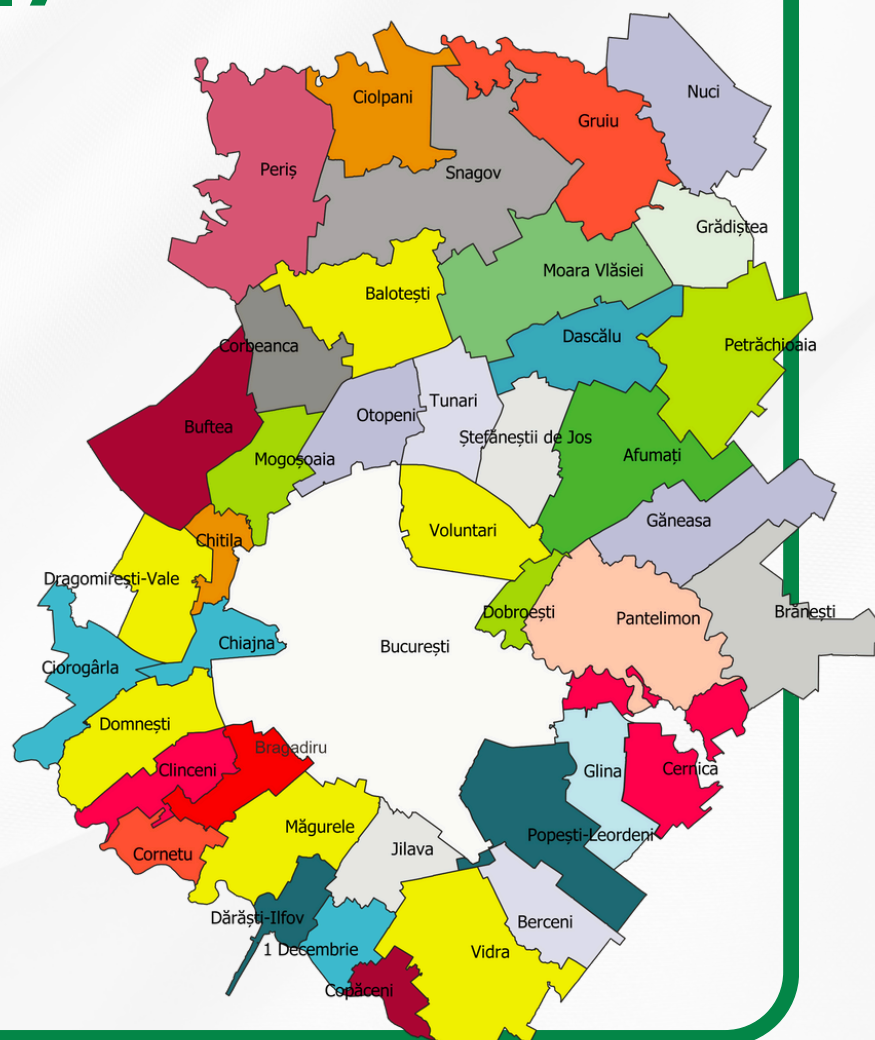 Ciolpani
Nuci
Gruiu
Periș
Snagov
Grădiștea
Moara Vlăsiei
Balotești
Dascălu
Petrăchioaia
Corbeanca
Tunari
Otopeni
Buftea
Ștefăneștii de Jos
Afumați
Mogoșoaia
Găneasa
Voluntari
Chitila
Dragomirești-Vale
Dobroești
Brănești
Pantelimon
Chiajna
București
Ciorogârla
Domnești
Bragadiru
Clinceni
Glina
Cernica
Măgurele
Popești-Leordeni
Jilava
Cornetu
Dărăști-Ilfov
Berceni
1 Decembrie
Vidra
Copăceni